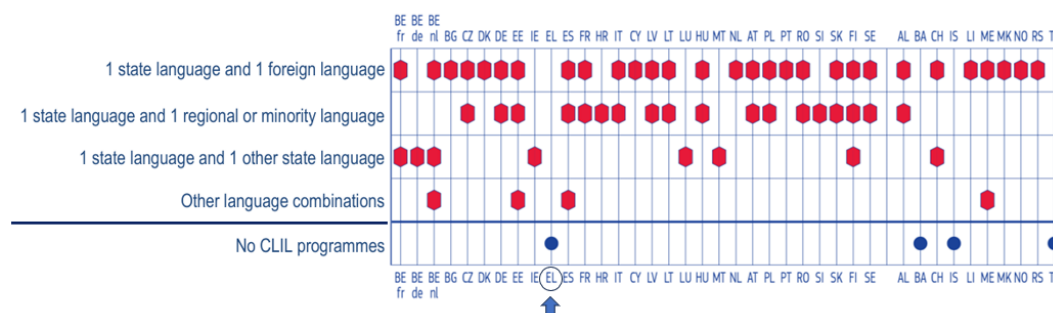 BE fr BE de BE nl BG CZ DK DE EE IE EL ES FR HR IT CY LV LT LU HU MT NL AT PL PT RO SI SK FI SE AL BA CH IS LI ME MK NO RS
1 state language and 1 foreign language
1 state language and 1 regional or minority language
1 state language and 1 other state language
Other language combinations
No CLIL programmes
BE fr BE de BE nl BG CZ DK DE EE IE EL ES FR HR IT CY LV LT LU HU MT NL AT PL PT RO SI SK FI SE AL BA CH IS LI ME MK NO RS